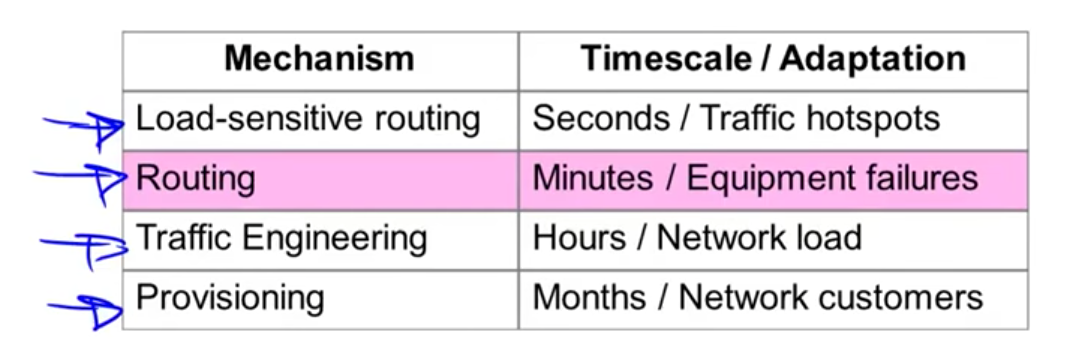 Mechanism Timescale / Adaptation
Load-sensitive routing Seconds / Traffic hotspots
Routing Minutes / Equipment failures
Traffic Engineering Hours / Network load
Provisioning Months / Network customers